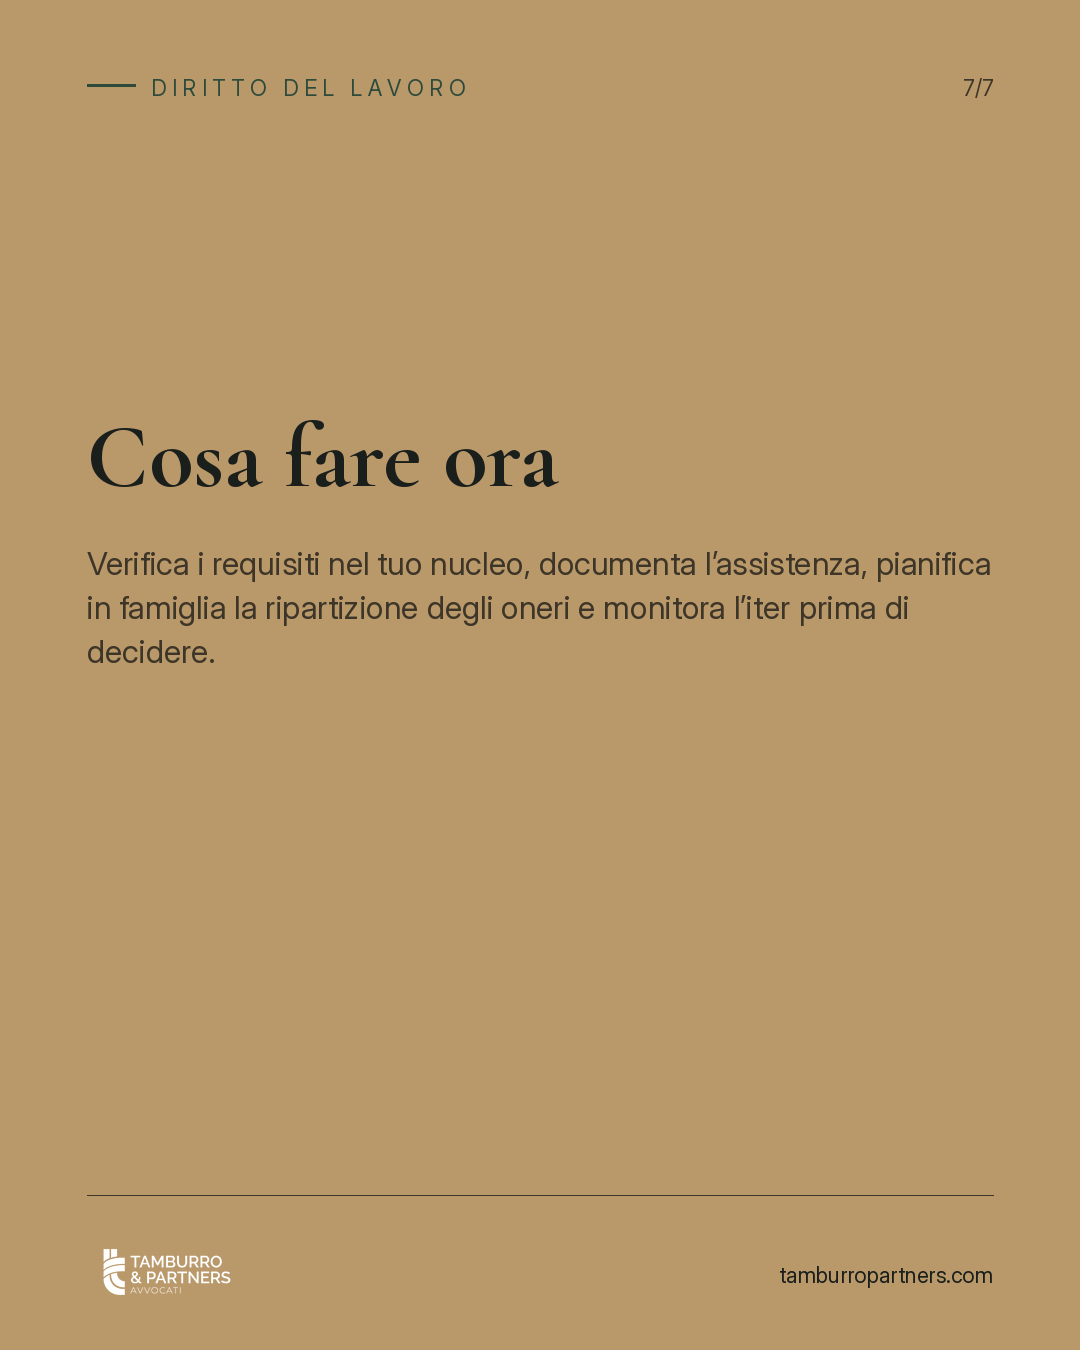 DIRITTO DEL LAVORO
7/7
Cosa fare ora
Verifica i requisiti nel tuo nucleo, documenta l’assistenza, pianifica
in famiglia la ripartizione degli oneri e monitora l’iter prima di
decidere.
TAMBURRO
& PARTNERS
AVVOCATI
tamburropartners.com